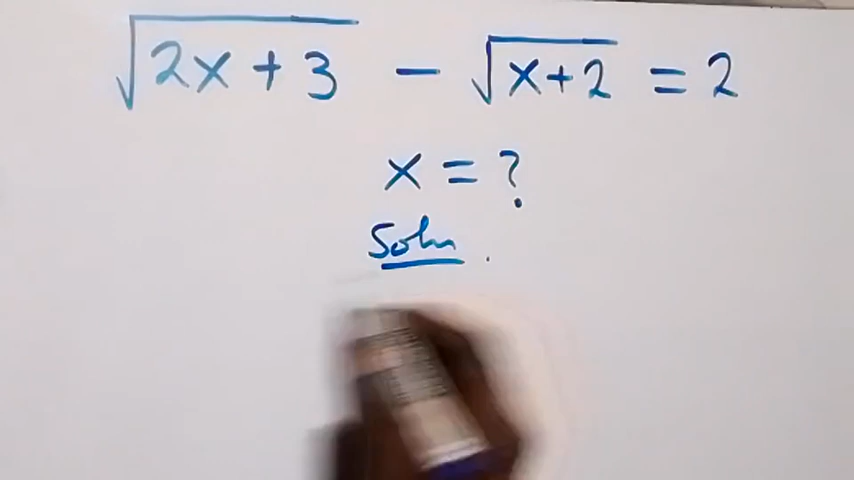 √(2x + 3) - √(x+2) = 2
x = ?
Soln.